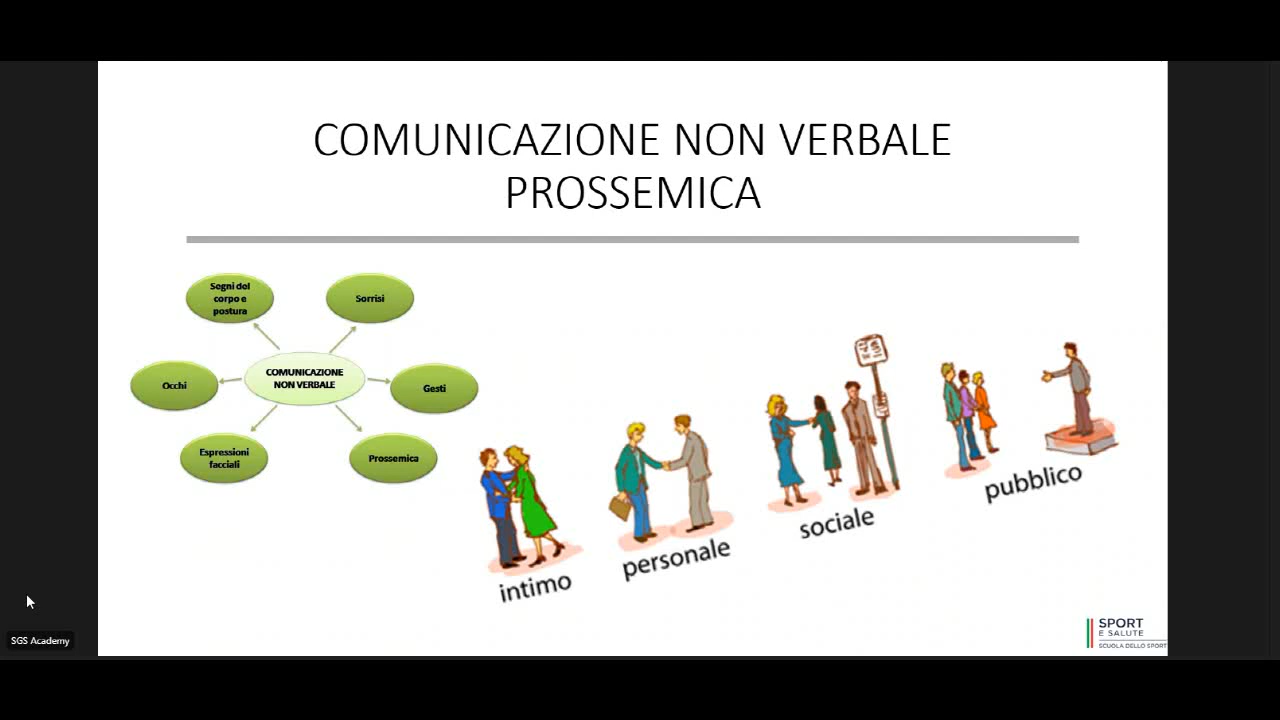 COMUNICAZIONE NON VERBALE
PROSSEMICA
Segni del
corpo e
postura
Sorrisi
Occhi
COMUNICAZIONE
NON VERBALE
Gesti
Espressioni
facciali
Prossemica
intimo
personale
sociale
pubblico
SGS Academy
SPORT
E SALUTE
SCUOLA DELLO SPORT